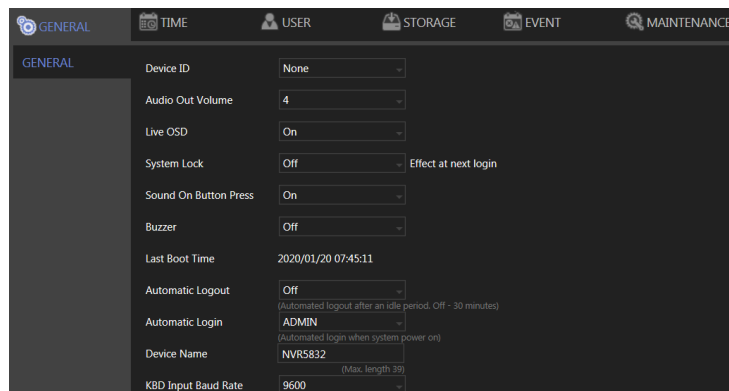 GENERAL TIME USER STORAGE EVENT MAINTENANCE
GENERAL
Device ID None
Audio Out Volume 4
Live OSD On
System Lock Off Effect at next login
Sound On Button Press On
Buzzer Off
Last Boot Time 2020/01/20 07:45:11
Automatic Logout Off
(Automated logout after an idle period. Off - 30 minutes)
Automatic Login ADMIN
(Automated login when system power on)
Device Name NVR5832
(Max. length 39)
KBD Input Baud Rate 9600